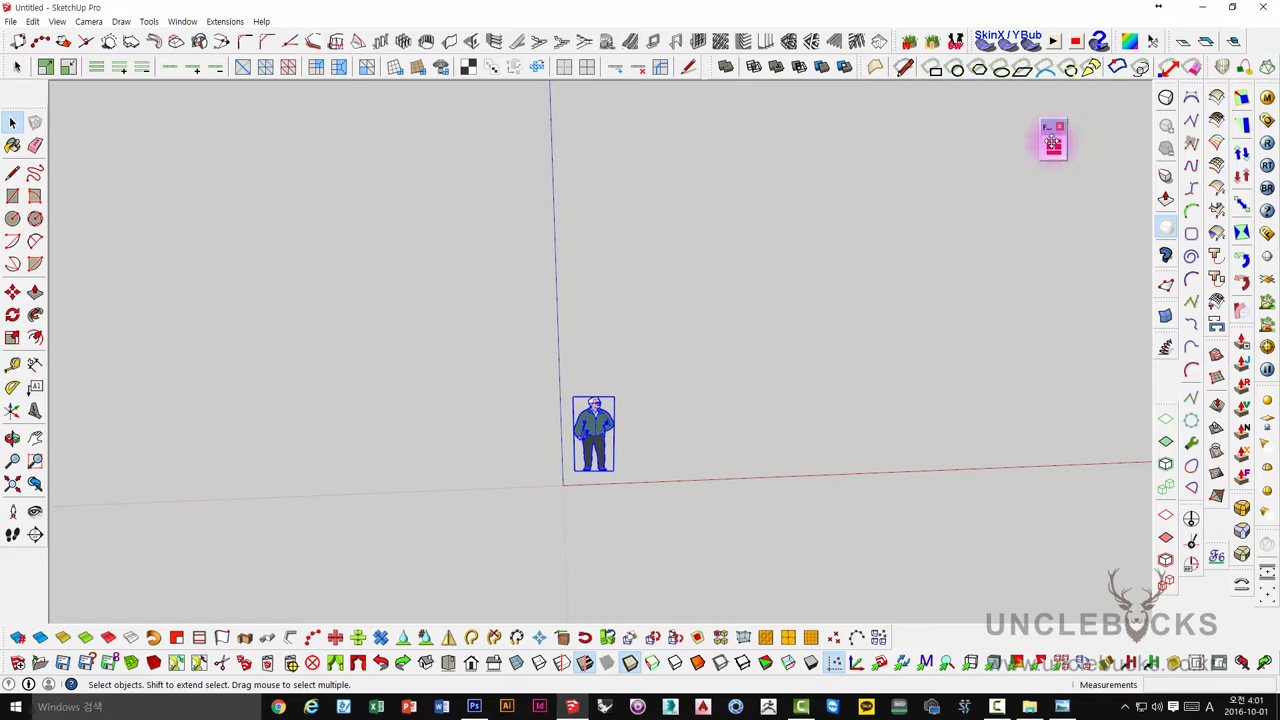 Untitled - SketchUp Pro
File Edit View Camera Draw Tools Window Extensions Help
SkinX / YBub
F...
UNCLEBUCKS
Select objects. Shift to extend select. Drag mouse to select multiple.
Measurements
Windows 검색
A
오전 4:01
2016-10-01